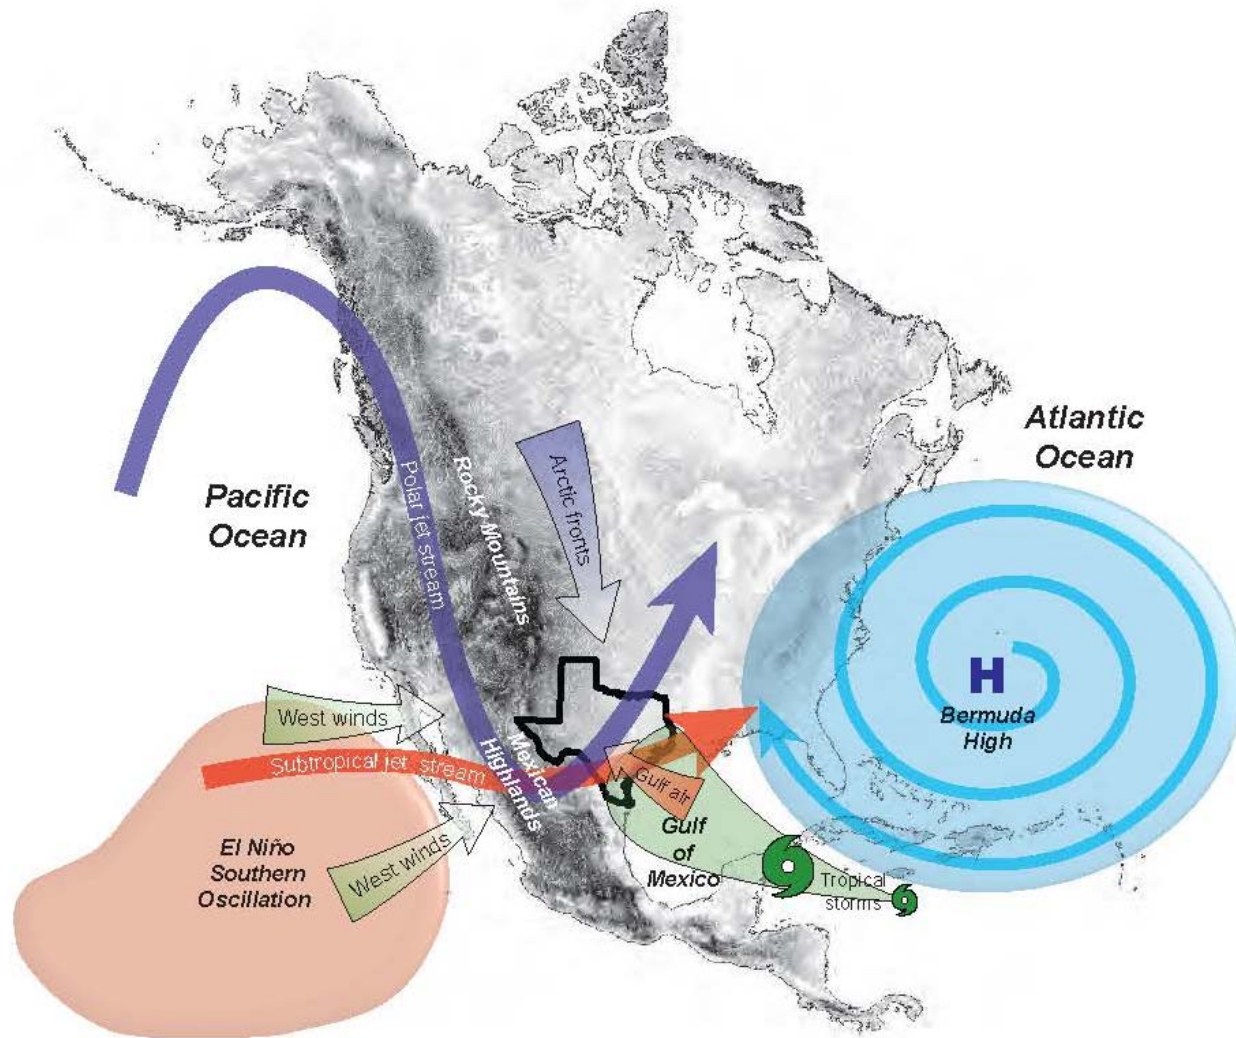 Atlantic
Ocean
Pacific
Ocean
Polar jet stream
Rocky Mountains
Arctic fronts
H
Bermuda
High
West winds
Subtropical jet stream
Mexican
Highlands
Gulf air
El Niño
Southern
Oscillation
West winds
Gulf
of
Mexico
Tropical
storms